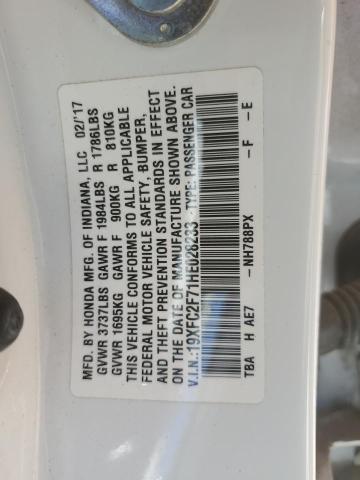 MFD. BY HONDA MFG. OF INDIANA, LLC 02/'17
GVWR 3737LBS GAWR F 1984LBS R 1786LBS
GVWR 1695KG GAWR F 900KG R 810KG
THIS VEHICLE CONFORMS TO ALL APPLICABLE
FEDERAL MOTOR VEHICLE SAFETY, BUMPER,
AND THEFT PREVENTION STANDARDS IN EFFECT
ON THE DATE OF MANUFACTURE SHOWN ABOVE.
V.I.N.:19XFC2F71HE028233 TYPE: PASSENGER CAR
TBA H AE7 - NH788PX - F - E